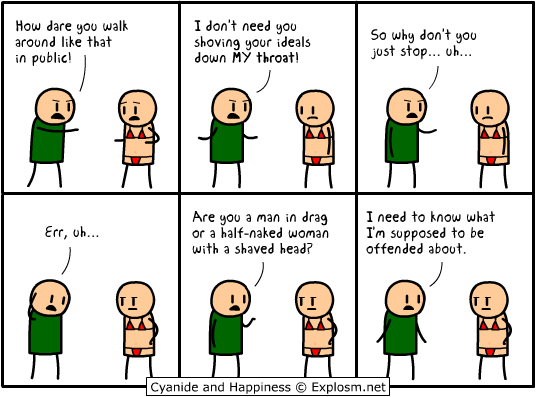 How dare you walk
around like that
in public!
I don't need you
shoving your ideals
down MY throat!
So why don't you
just stop... uh...
Err, uh...
Are you a man in drag
or a half-naked woman
with a shaved head?
I need to know what
I'm supposed to be
offended about.
Cyanide and Happiness © Explosm.net